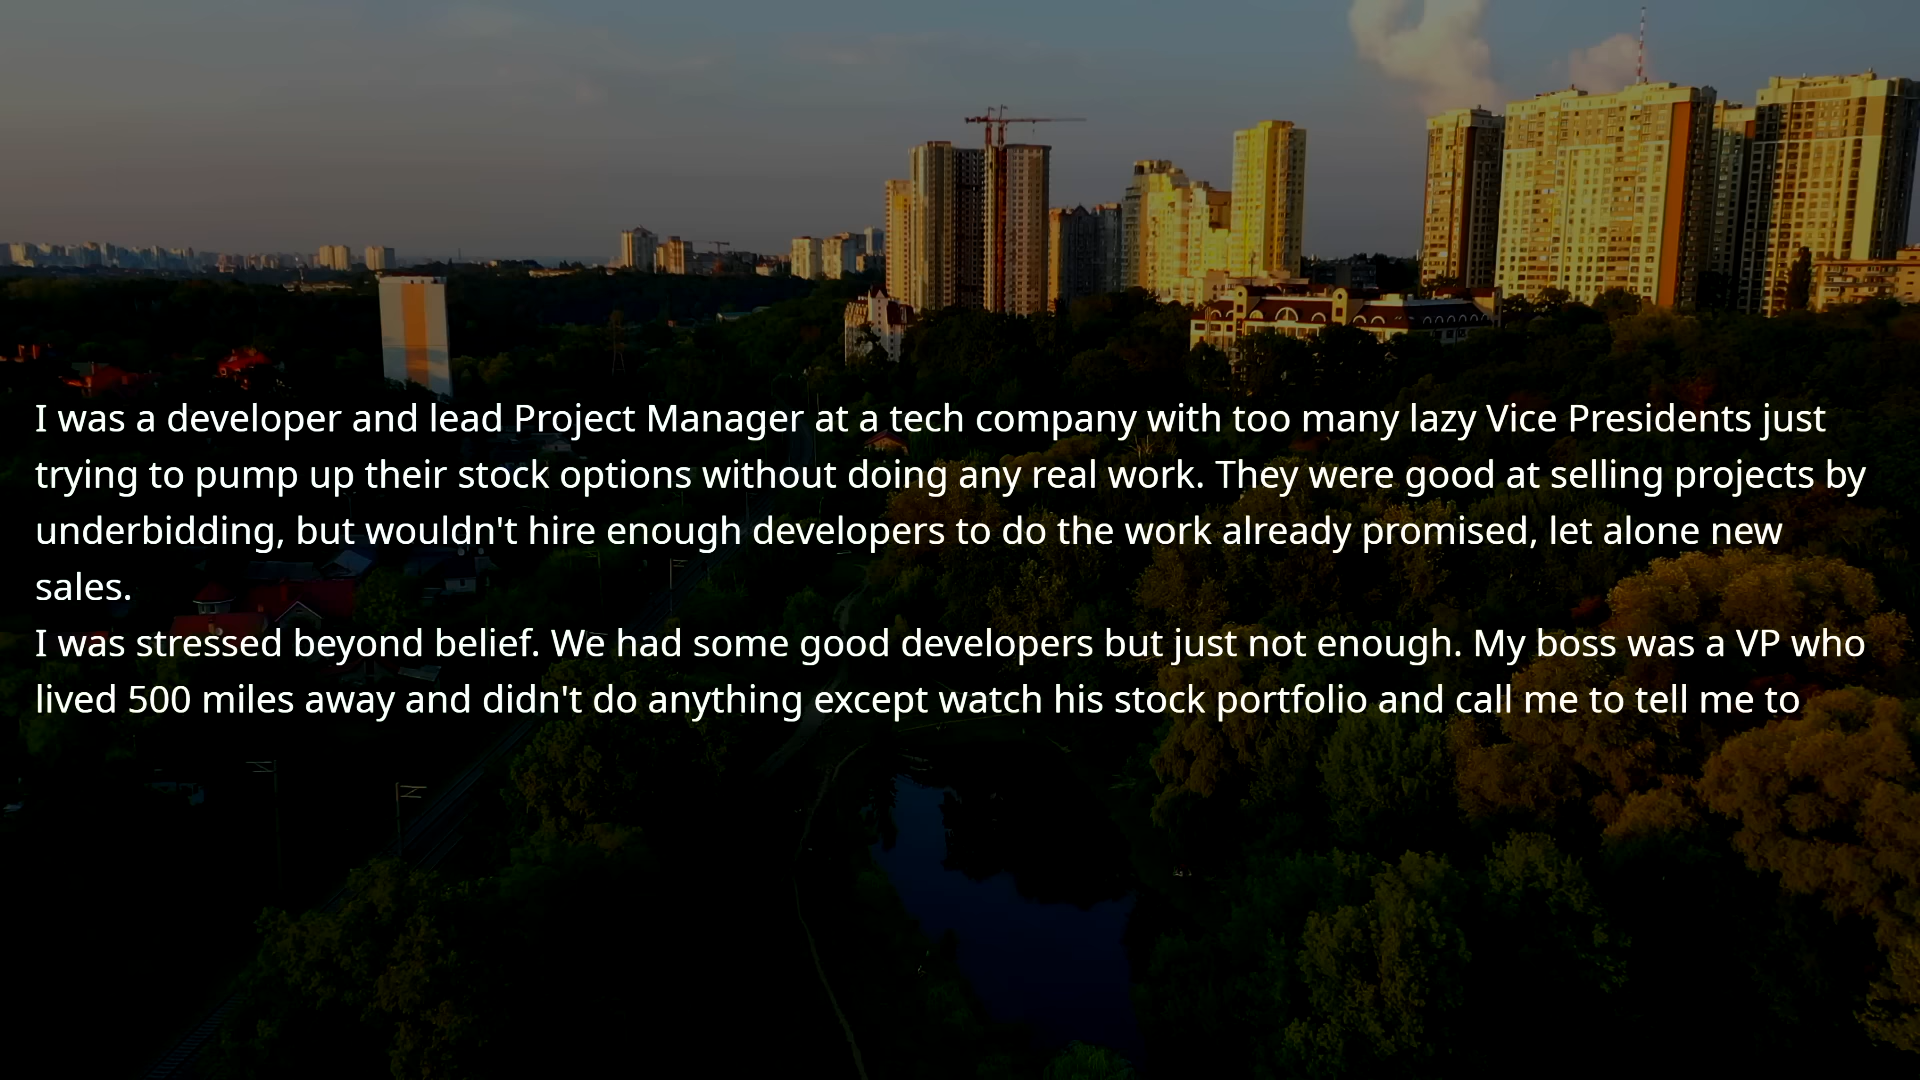 I was a developer and lead Project Manager at a tech company with too many lazy Vice Presidents just
trying to pump up their stock options without doing any real work. They were good at selling projects by
underbidding, but wouldn't hire enough developers to do the work already promised, let alone new
sales.
I was stressed beyond belief. We had some good developers but just not enough. My boss was a VP who
lived 500 miles away and didn't do anything except watch his stock portfolio and call me to tell me to